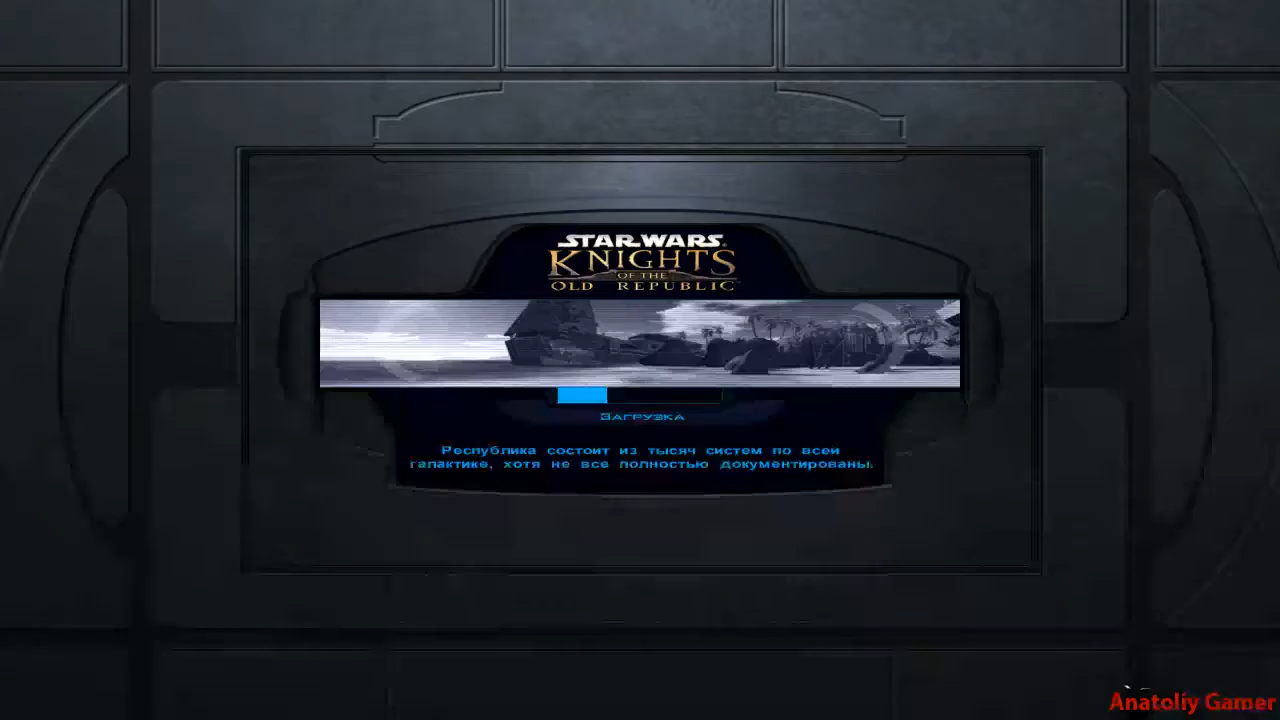 STAR WARS
KNIGHTS
OF THE
OLD REPUBLIC
ЗАГРУЗКА
Республика состоит из тысяч систем по всей
галактике, хотя не все полностью документированы.
Anatoliy Gamer